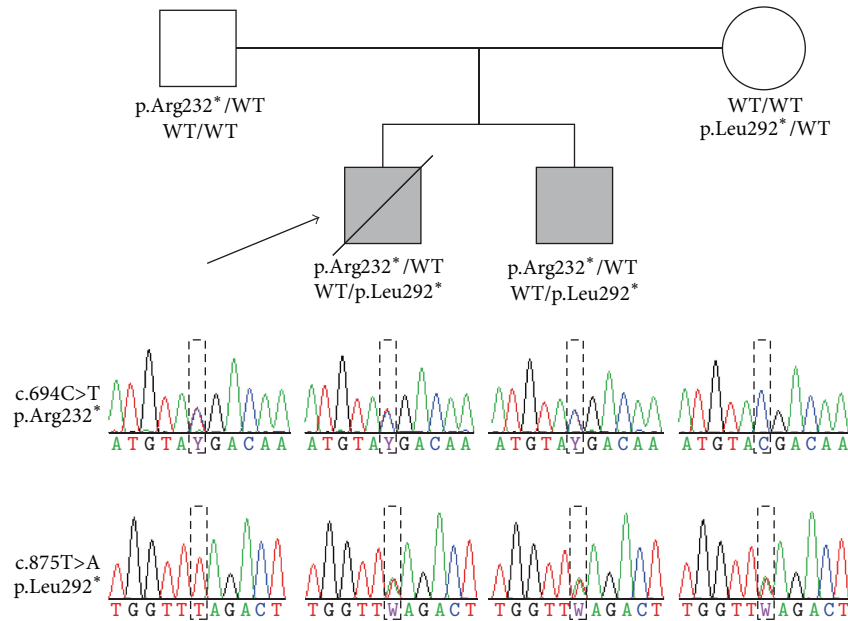 p.Arg232*/WT
WT/WT
WT/WT
p.Leu292*/WT
p.Arg232*/WT
WT/p.Leu292*
p.Arg232*/WT
WT/p.Leu292*
c.694C>T
p.Arg232*
ATGTAYGACAA ATGTAYGACAA ATGTAYGACAA ATGTACGACAA
c.875T>A
p.Leu292*
TGGTTTAGACT TGGTTWAGACT TGGTTWAGACT TGGTTWAGACT